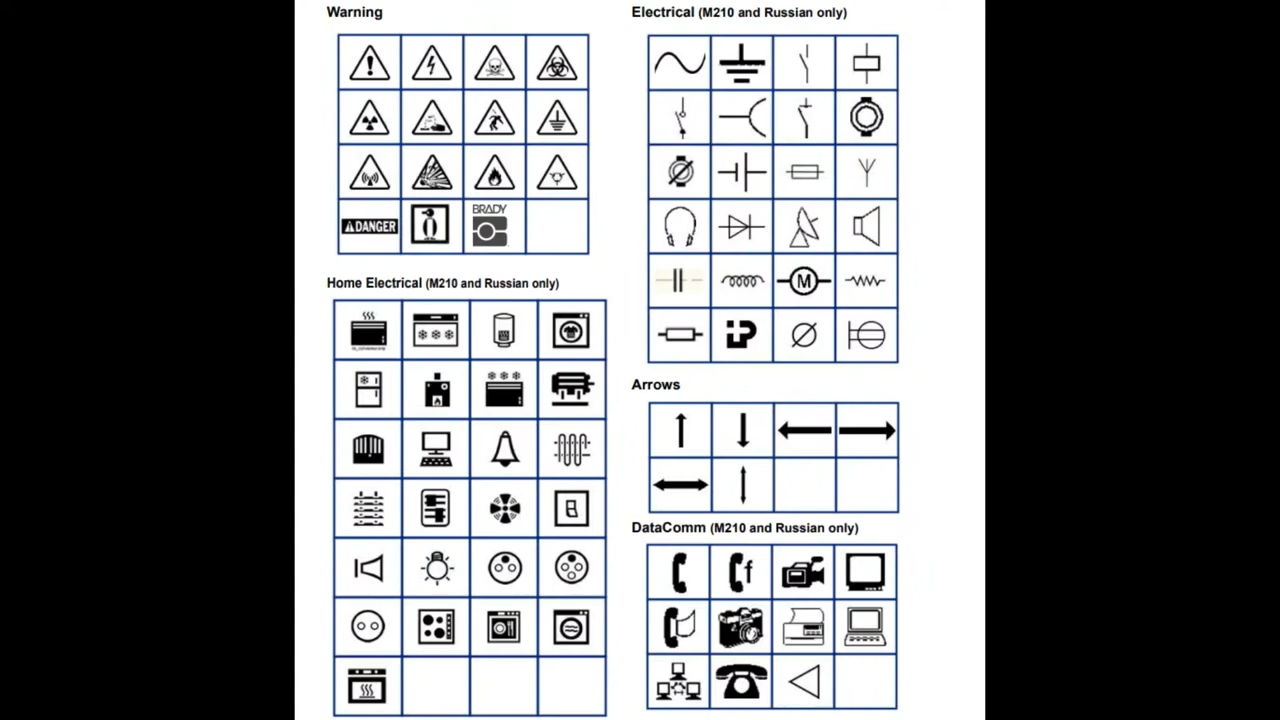 Warning
DANGER
BRADY
Home Electrical (M210 and Russian only)
Electrical (M210 and Russian only)
M
Arrows
DataComm (M210 and Russian only)
f